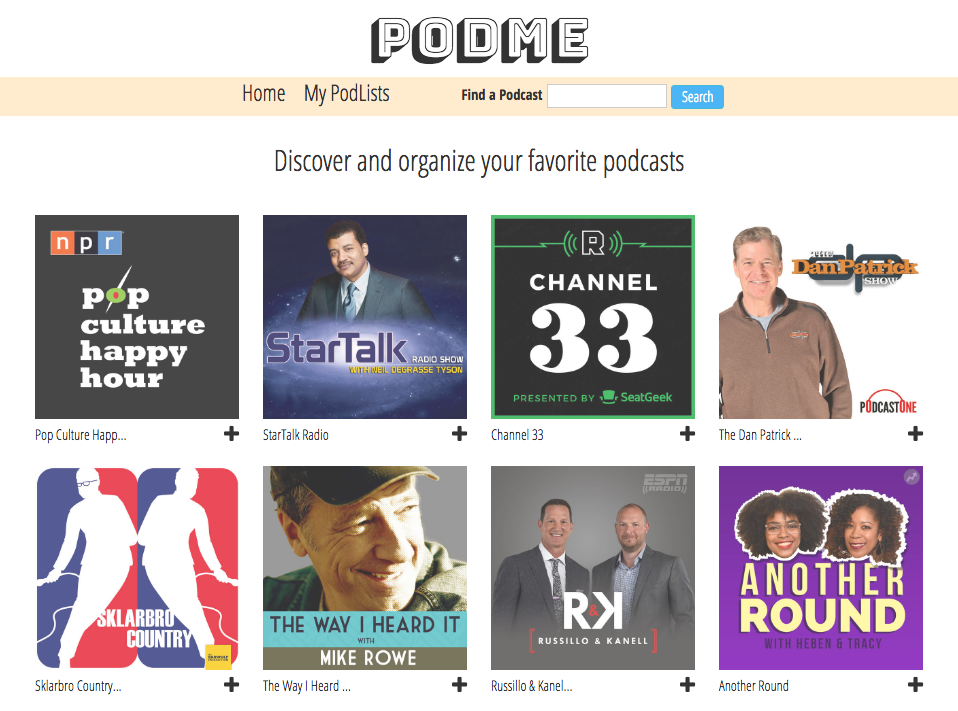 PODME
Home My PodLists Find a Podcast Search
Discover and organize your favorite podcasts
npr
pop
culture
happy
hour
StarTalk RADIO SHOW
WITH NEIL DEGRASSE TYSON
R
CHANNEL
33
PRESENTED BY SeatGeek
THE
DanPatrick
SHOW
dp
PODCASTONE
Pop Culture Happ...
StarTalk Radio
Channel 33
The Dan Patrick ...
SKLARBRO
COUNTRY
THE WAY I HEARD IT
WITH
MIKE ROWE
ESPN
RADIO
R&K
RUSSILLO & KANELL
ANOTHER
ROUND
WITH HEBEN & TRACY
Sklarbro Country...
The Way I Heard ...
Russillo & Kanel...
Another Round